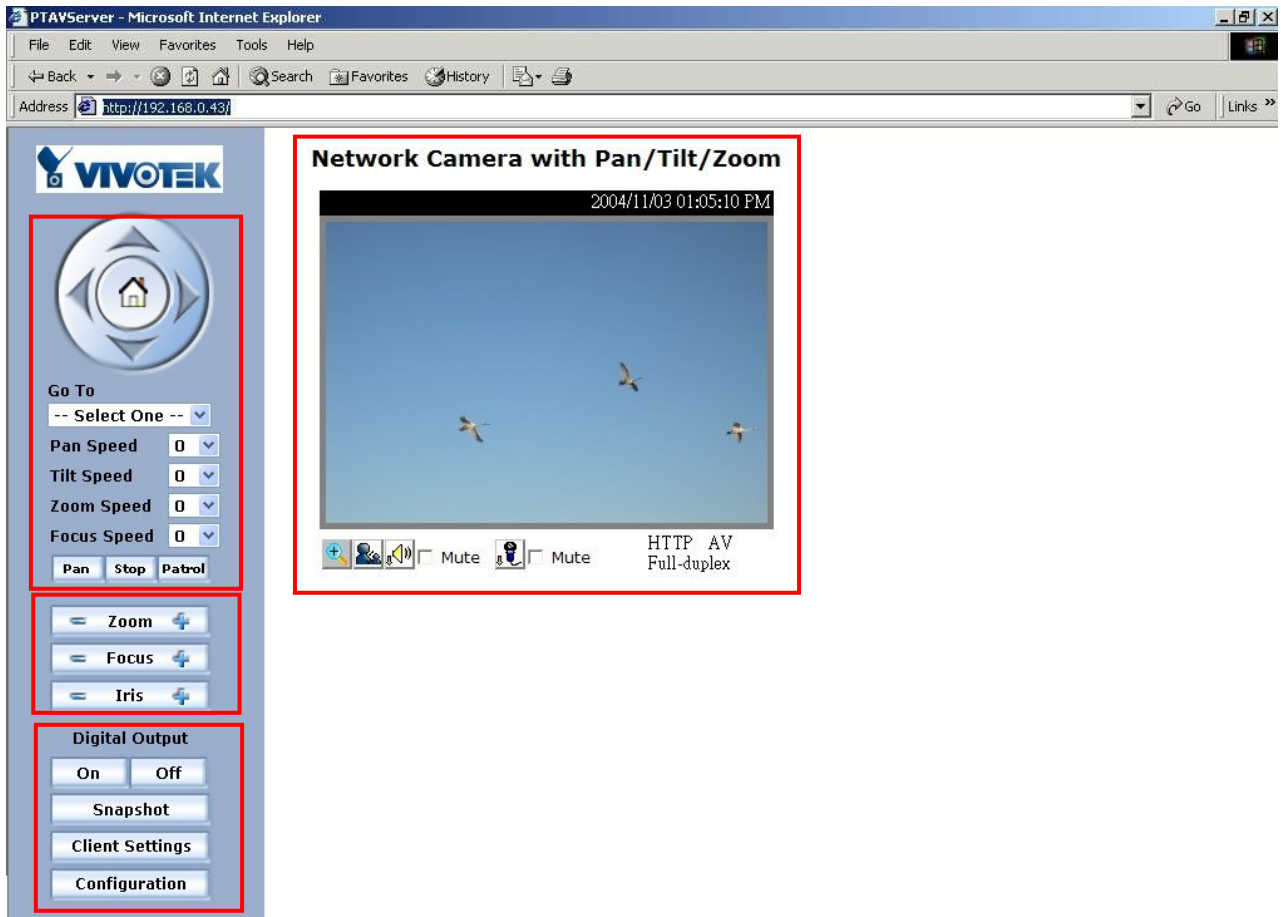 PTAVServer - Microsoft Internet Explorer
File Edit View Favorites Tools Help
Back Search Favorites History
Address http://192.168.0.43/ Go Links »
VIVOTEK
Network Camera with Pan/Tilt/Zoom
2004/11/03 01:05:10 PM
Go To
-- Select One --
Pan Speed 0
Tilt Speed 0
Zoom Speed 0
Focus Speed 0
Pan Stop Patrol
Mute Mute HTTP AV
Full-duplex
Zoom
Focus
Iris
Digital Output
On Off
Snapshot
Client Settings
Configuration